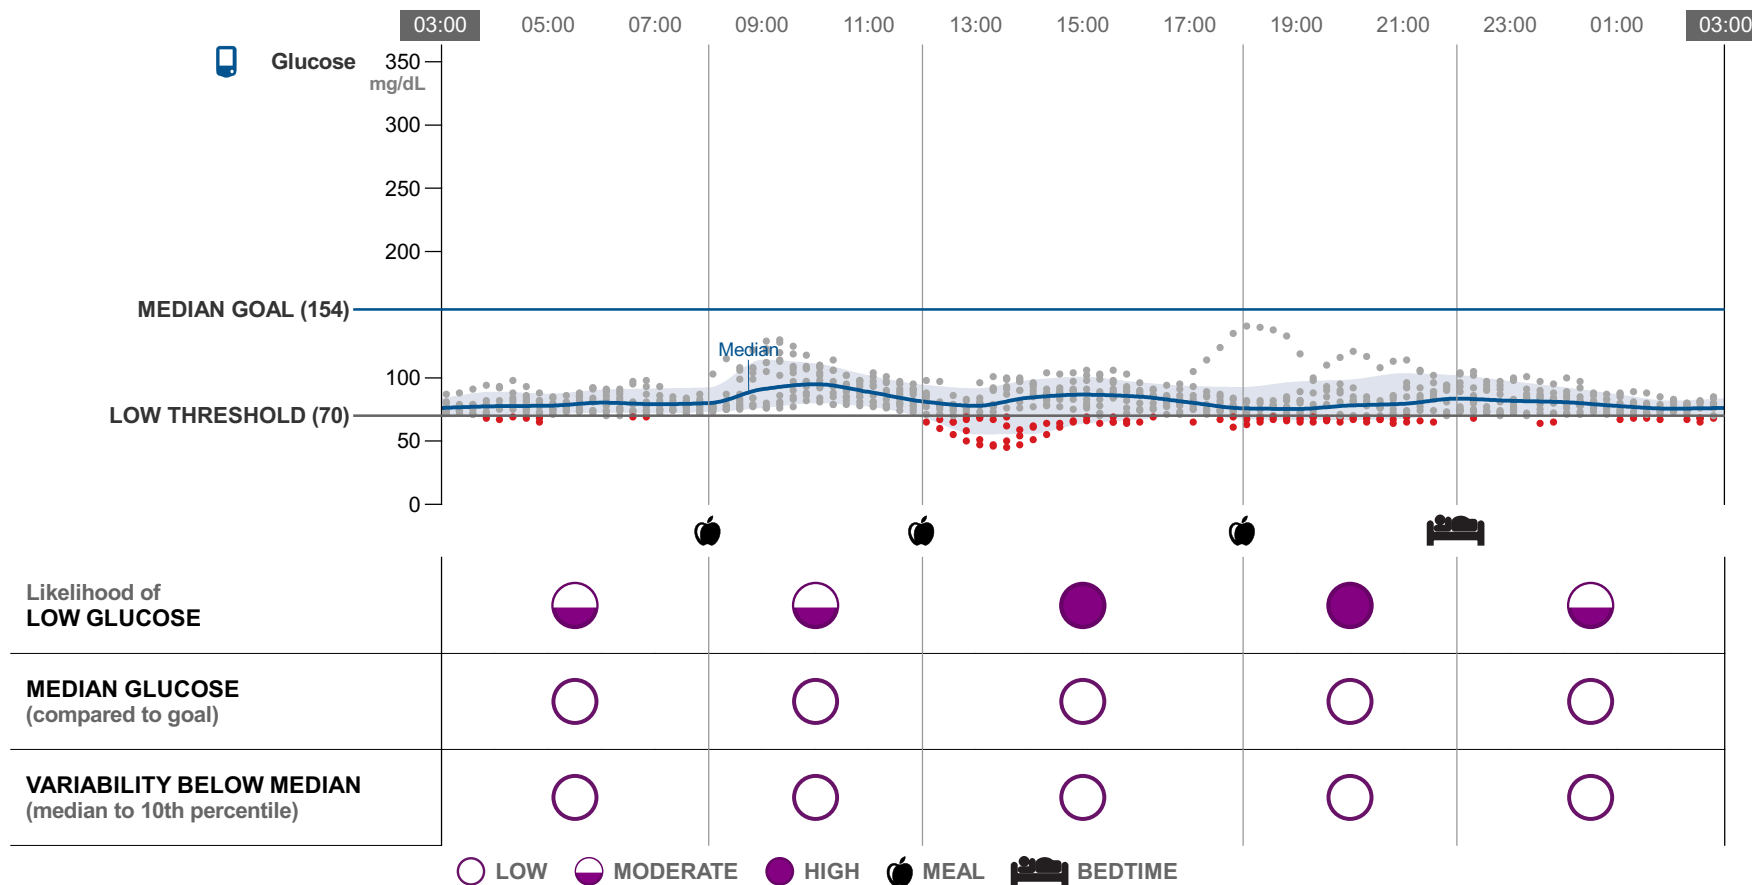 03:00 05:00 07:00 09:00 11:00 13:00 15:00 17:00 19:00 21:00 23:00 01:00 03:00
Glucose 350
mg/dL
300
250
200
MEDIAN GOAL (154)
Median
100
LOW THRESHOLD (70)
50
0
Likelihood of
LOW GLUCOSE
MEDIAN GLUCOSE
(compared to goal)
VARIABILITY BELOW MEDIAN
(median to 10th percentile)
LOW MODERATE HIGH MEAL BEDTIME